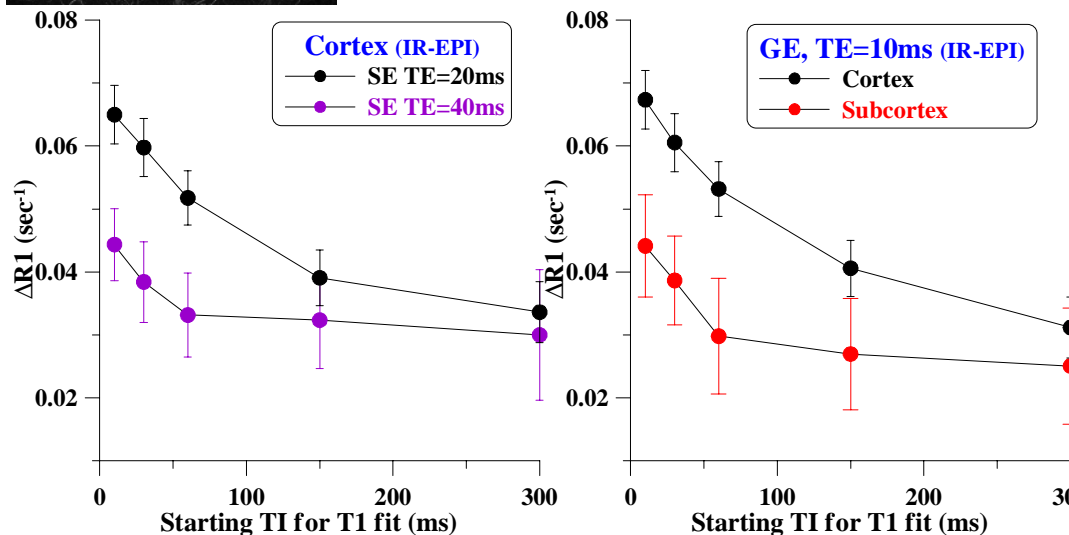 0.08
0.06
0.04
0.02
ΔR1 (sec-1)
Cortex (IR-EPI)
SE TE=20ms
SE TE=40ms
0
100
200
300
Starting TI for T1 fit (ms)
0.08
0.06
0.04
0.02
ΔR1 (sec-1)
GE, TE=10ms (IR-EPI)
Cortex
Subcortex
0
100
200
300
Starting TI for T1 fit (ms)